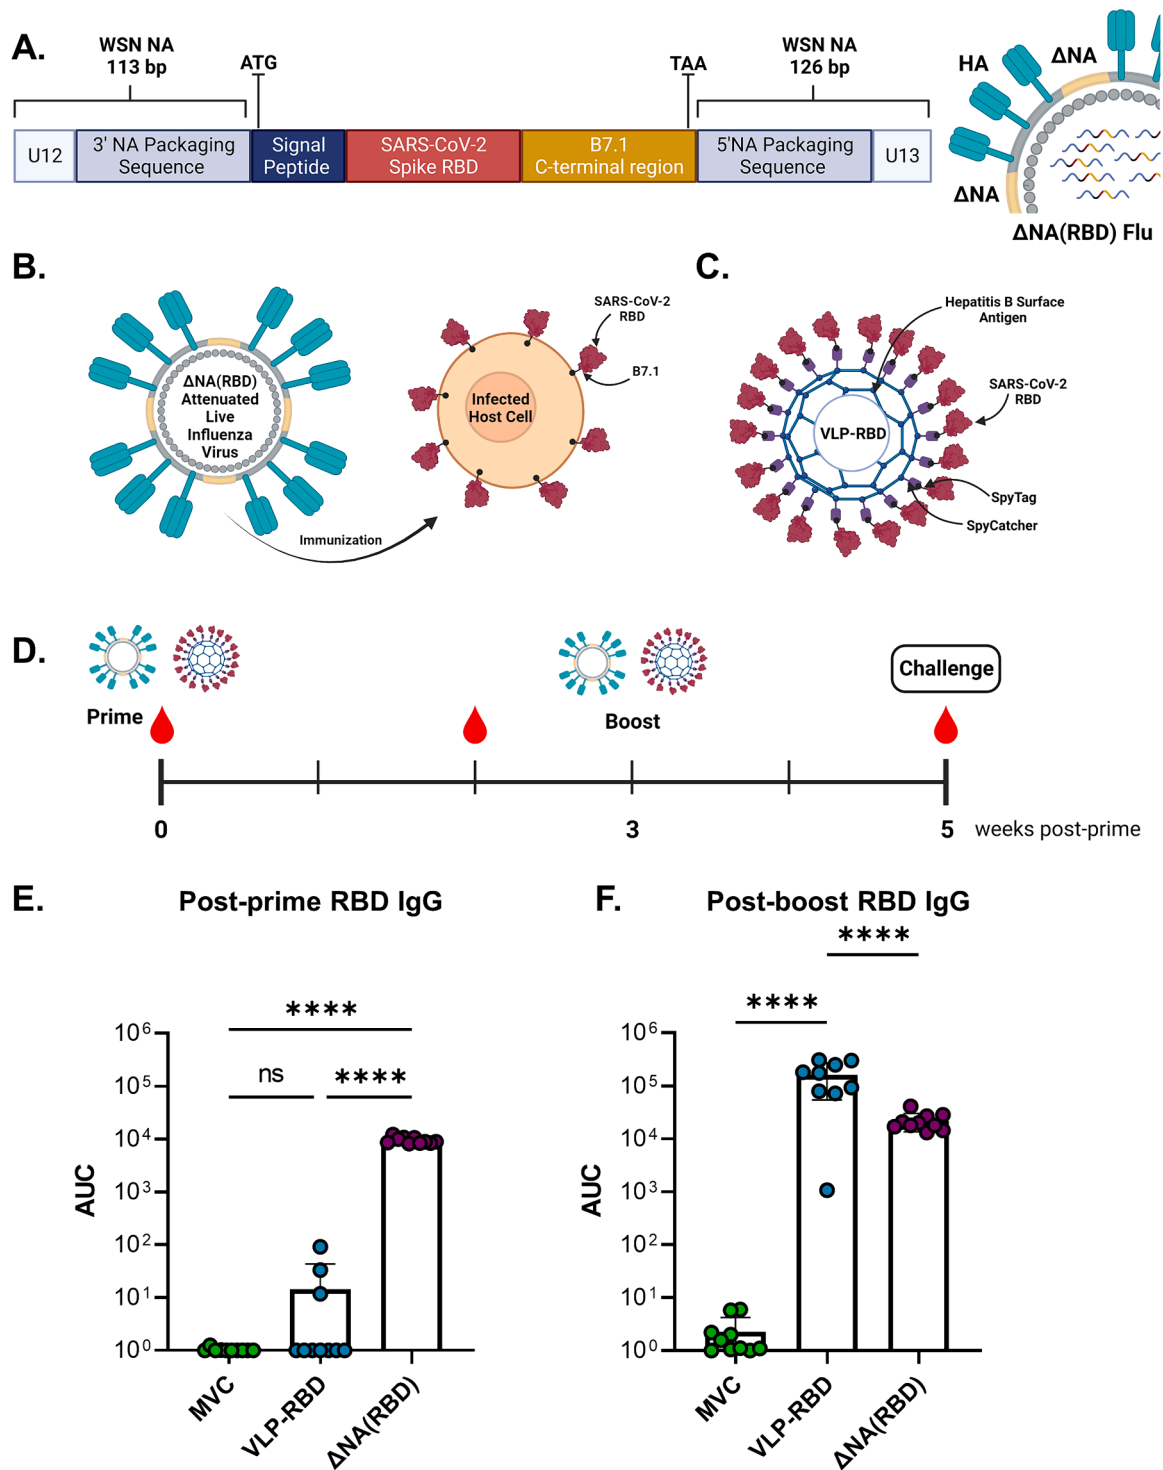 A.
WSN NA
113 bp
ATG
TAA
WSN NA
126 bp
U12
3' NA Packaging
Sequence
Signal
Peptide
SARS-CoV-2
Spike RBD
B7.1
C-terminal region
5'NA Packaging
Sequence
U13
HA
ΔNA
ΔNA
ΔNA(RBD) Flu
B.
ΔNA(RBD)
Attenuated
Live
Influenza
Virus
Immunization
SARS-CoV-2
RBD
B7.1
Infected
Host Cell
C.
Hepatitis B Surface
Antigen
SARS-CoV-2
RBD
VLP-RBD
SpyTag
SpyCatcher
D.
Prime
Boost
Challenge
0
3
5
weeks post-prime
E.
Post-prime RBD IgG
****
ns
****
10^6
10^5
10^4
10^3
10^2
10^1
10^0
AUC
MVC
VLP-RBD
ΔNA(RBD)
F.
Post-boost RBD IgG
****
****
10^6
10^5
10^4
10^3
10^2
10^1
10^0
AUC
MVC
VLP-RBD
ΔNA(RBD)